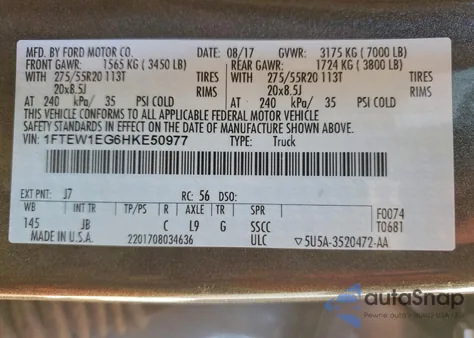 MFD. BY FORD MOTOR CO. DATE: 08/17 GVWR: 3175 KG ( 7000 LB)
FRONT GAWR: 1565 KG ( 3450 LB) REAR GAWR: 1724 KG ( 3800 LB)
WITH 275/55R20 113T TIRES WITH 275/55R20 113T TIRES
20x8.5J RIMS 20x8.5J RIMS
AT 240 kPa/ 35 PSI COLD AT 240 kPa/ 35 PSI COLD
THIS VEHICLE CONFORMS TO ALL APPLICABLE FEDERAL MOTOR VEHICLE
SAFETY STANDARDS IN EFFECT ON THE DATE OF MANUFACTURE SHOWN ABOVE.
VIN: 1FTEW1EG6HKE50977 TYPE: Truck
EXT PNT: J7 RC: 56 DSO:
WB INT TR TP/PS R AXLE TR SPR F0074
145 JB C L9 G SSCC T0681
MADE IN U.S.A. 2201708034636 ULC ▽5U5A-3520472-AA
autoSnap